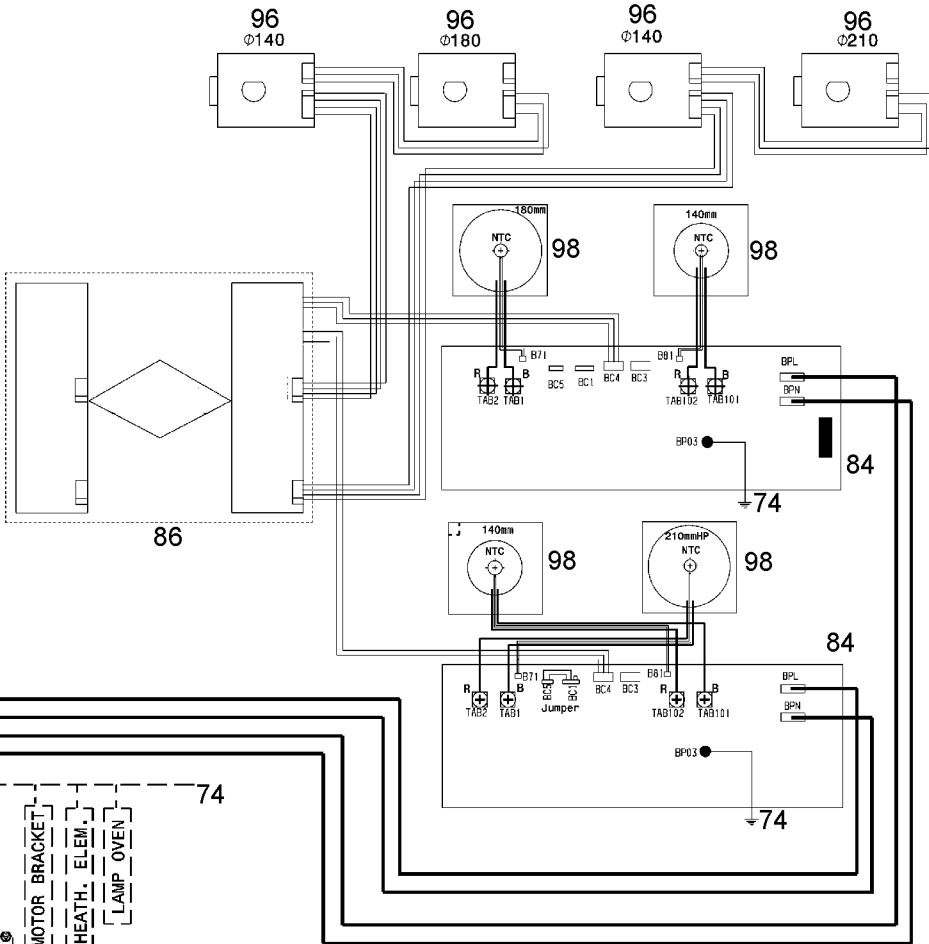 96 96 96 96
Φ140 Φ180 Φ140 Φ210
180mm 140mm
NTC 98 NTC 98
B71 B81 BPL
R B BC5 BC1 BC4 BC3 R B
TAB2 TAB1 TAB102 TAB101 BPN
BP03 84
74
86
140mm 210mmHP
NTC 98 NTC 98
84
B71 B81 BPL
R B BC5 BC1 BC4 BC3 R B
TAB2 TAB1 Jumper TAB102 TAB101 BPN
BP03
74
74
MOTOR BRACKET
HEATH. ELEM.
LAMP OVEN